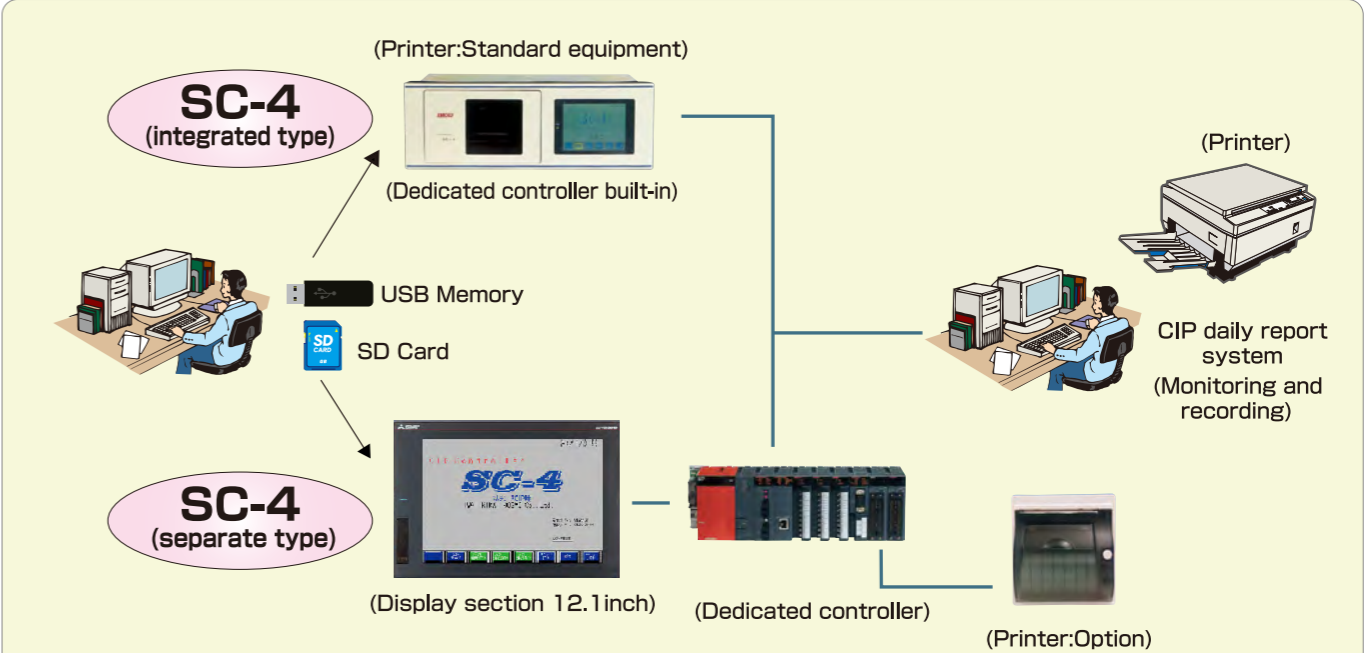 (Printer:Standard equipment)
SC-4
(integrated type)
(Dedicated controller built-in)
(Printer)
USB Memory
SD
CARD
SD Card
CIP daily report
system
(Monitoring and
recording)
SC-4
SC-4
(separate type)
(Display section 12.1inch)
(Dedicated controller)
(Printer:Option)